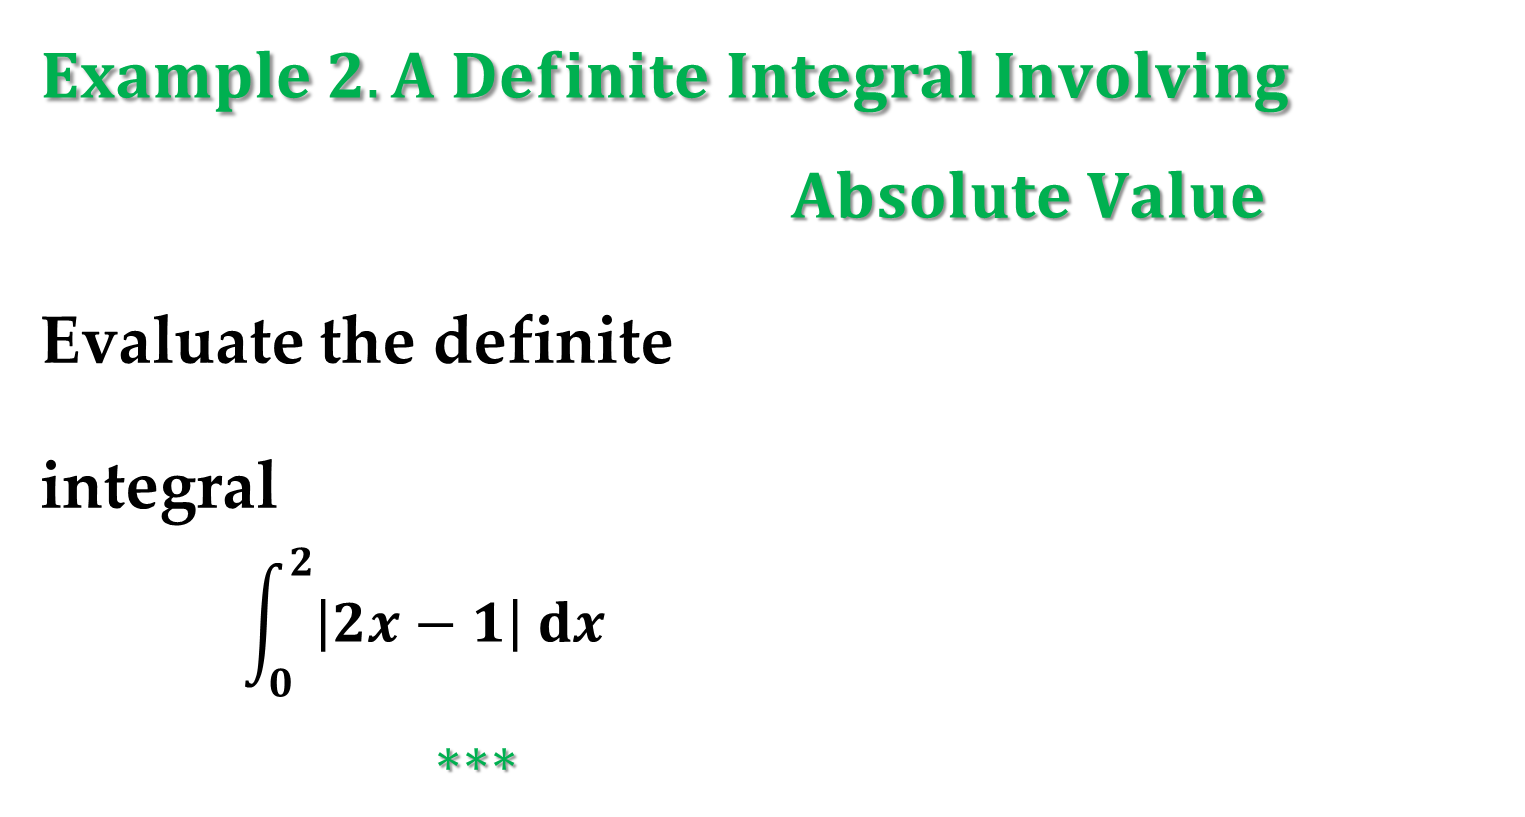 Example 2. A Definite Integral Involving
Absolute Value
Evaluate the definite
integral
∫₀² |2x − 1| dx
***